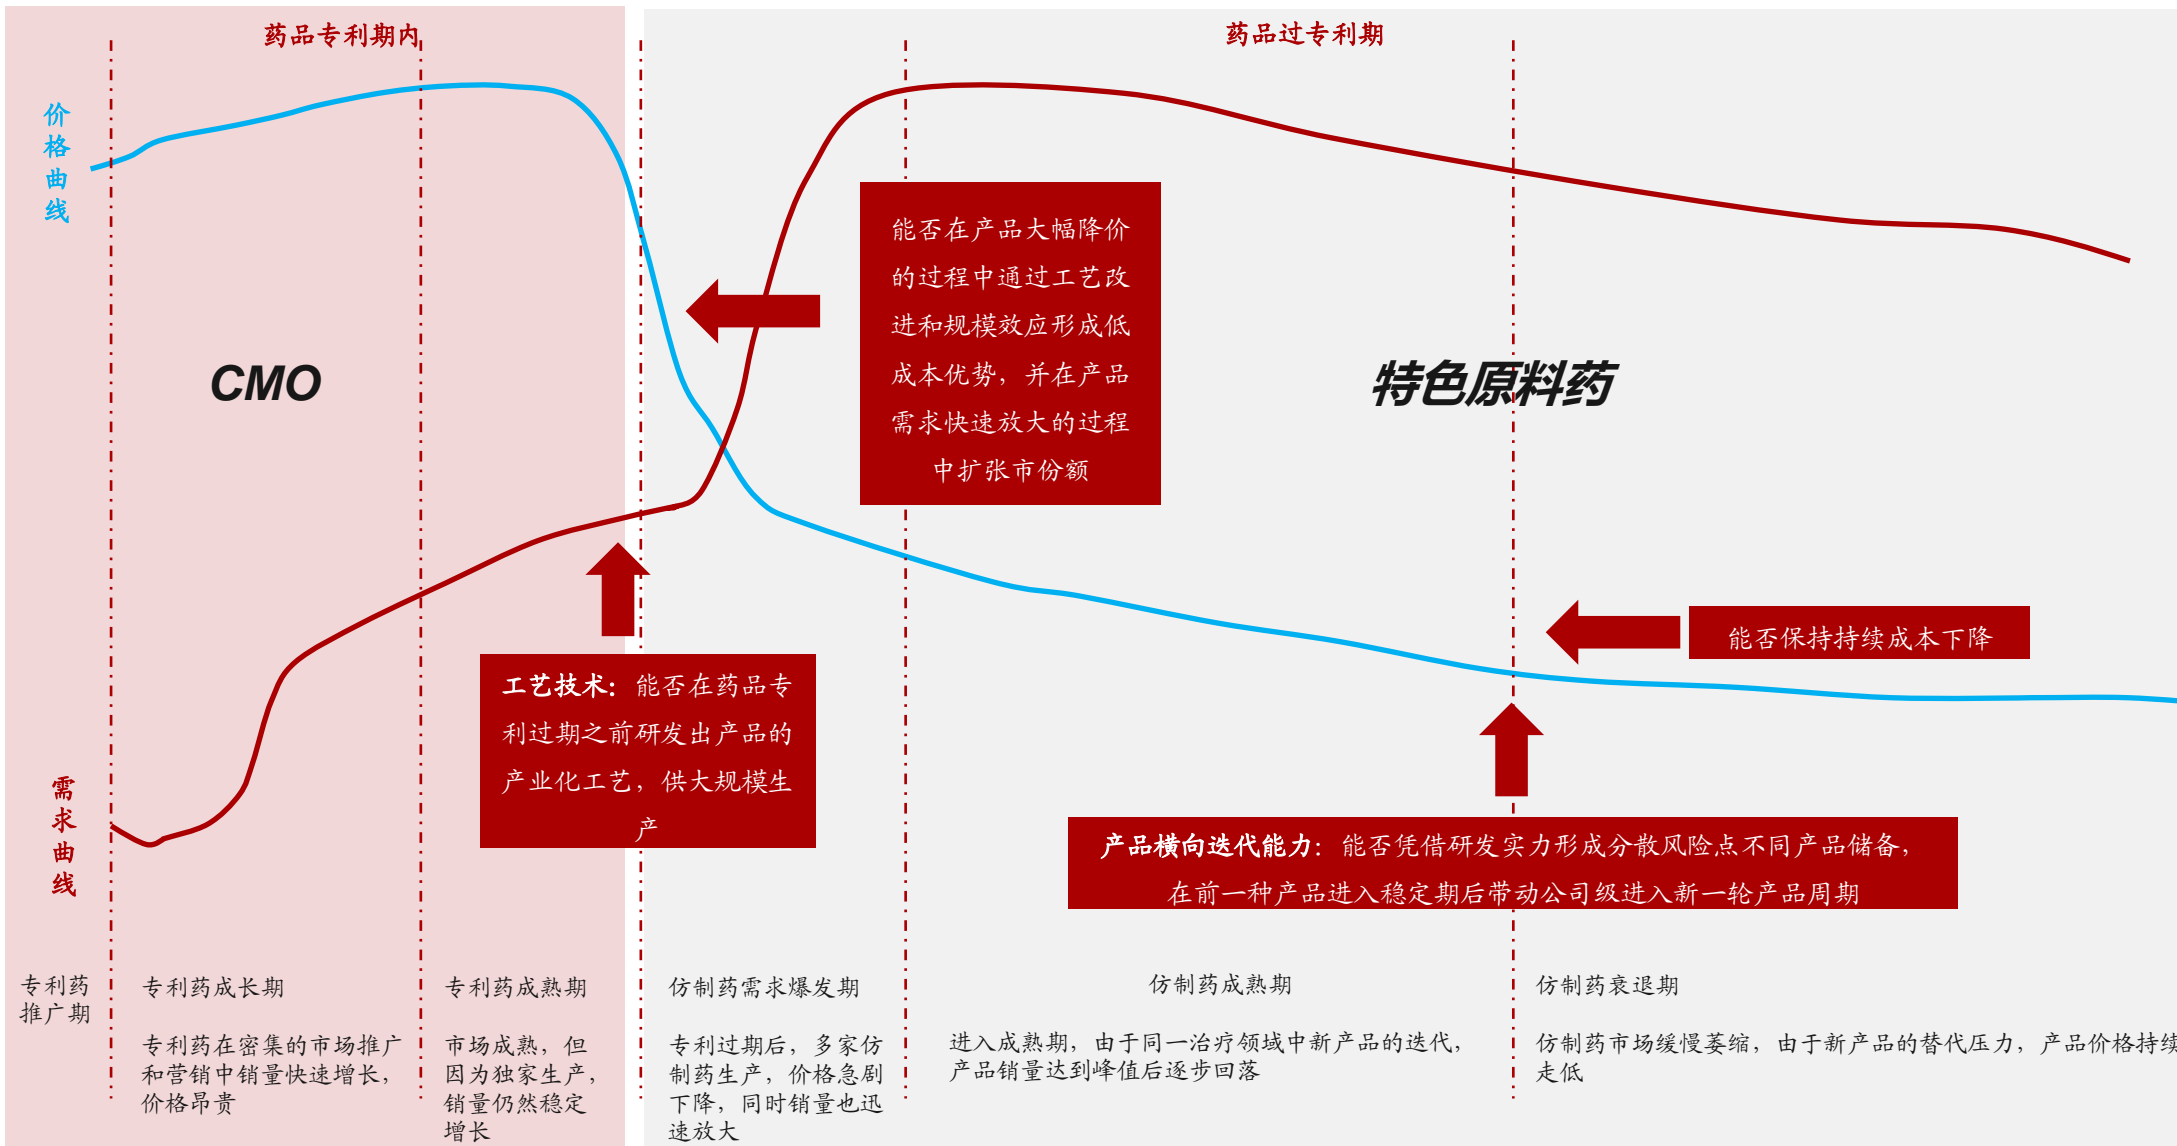 药品专利期内
药品过专利期
价
格
曲
线
能否在产品大幅降价
的过程中通过工艺改
进和规模效应形成低
成本优势，并在产品
需求快速放大的过程
中扩张市份额
CMO
特色原料药
能否保持持续成本下降
工艺技术：能否在药品专
利过期之前研发出产品的
产业化工艺，供大规模生
产
需
求
曲
线
产品横向迭代能力：能否凭借研发实力形成分散风险点不同产品储备，
在前一种产品进入稳定期后带动公司级进入新一轮产品周期
专利药
推广期
专利药成长期
专利药在密集的市场推广
和营销中销量快速增长，
价格昂贵
专利药成熟期
市场成熟，但
因为独家生产，
销量仍然稳定
增长
仿制药需求爆发期
专利过期后，多家仿
制药生产，价格急剧
下降，同时销量也迅
速放大
仿制药成熟期
进入成熟期，由于同一治疗领域中新产品的迭代，
产品销量达到峰值后逐步回落
仿制药衰退期
仿制药市场缓慢萎缩，由于新产品的替代压力，产品价格持续
走低